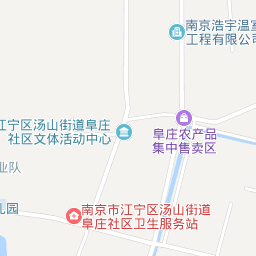 南京浩宇温室
工程有限公司
江宁区汤山街道阜庄
社区文体活动中心
阜庄农产品
集中售卖区
业队
儿园
南京市江宁区汤山街道
阜庄社区卫生服务站